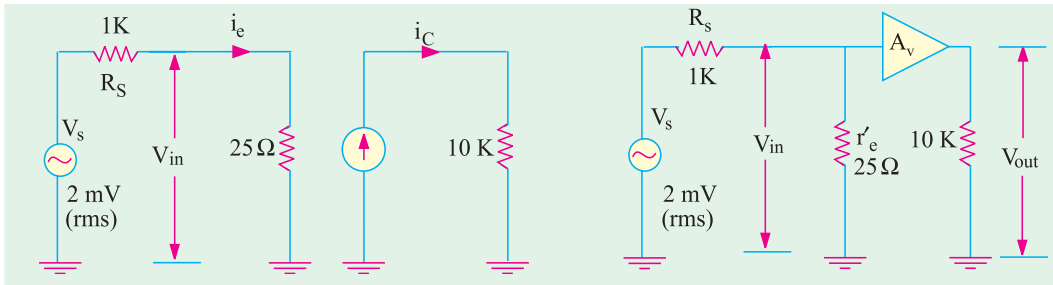 1K
R_S
i_e
V_s
2 mV
(rms)
V_in
25 Ω
i_C
10 K
R_s
1K
V_s
2 mV
(rms)
V_in
A_v
r′_e
25 Ω
10 K
V_out